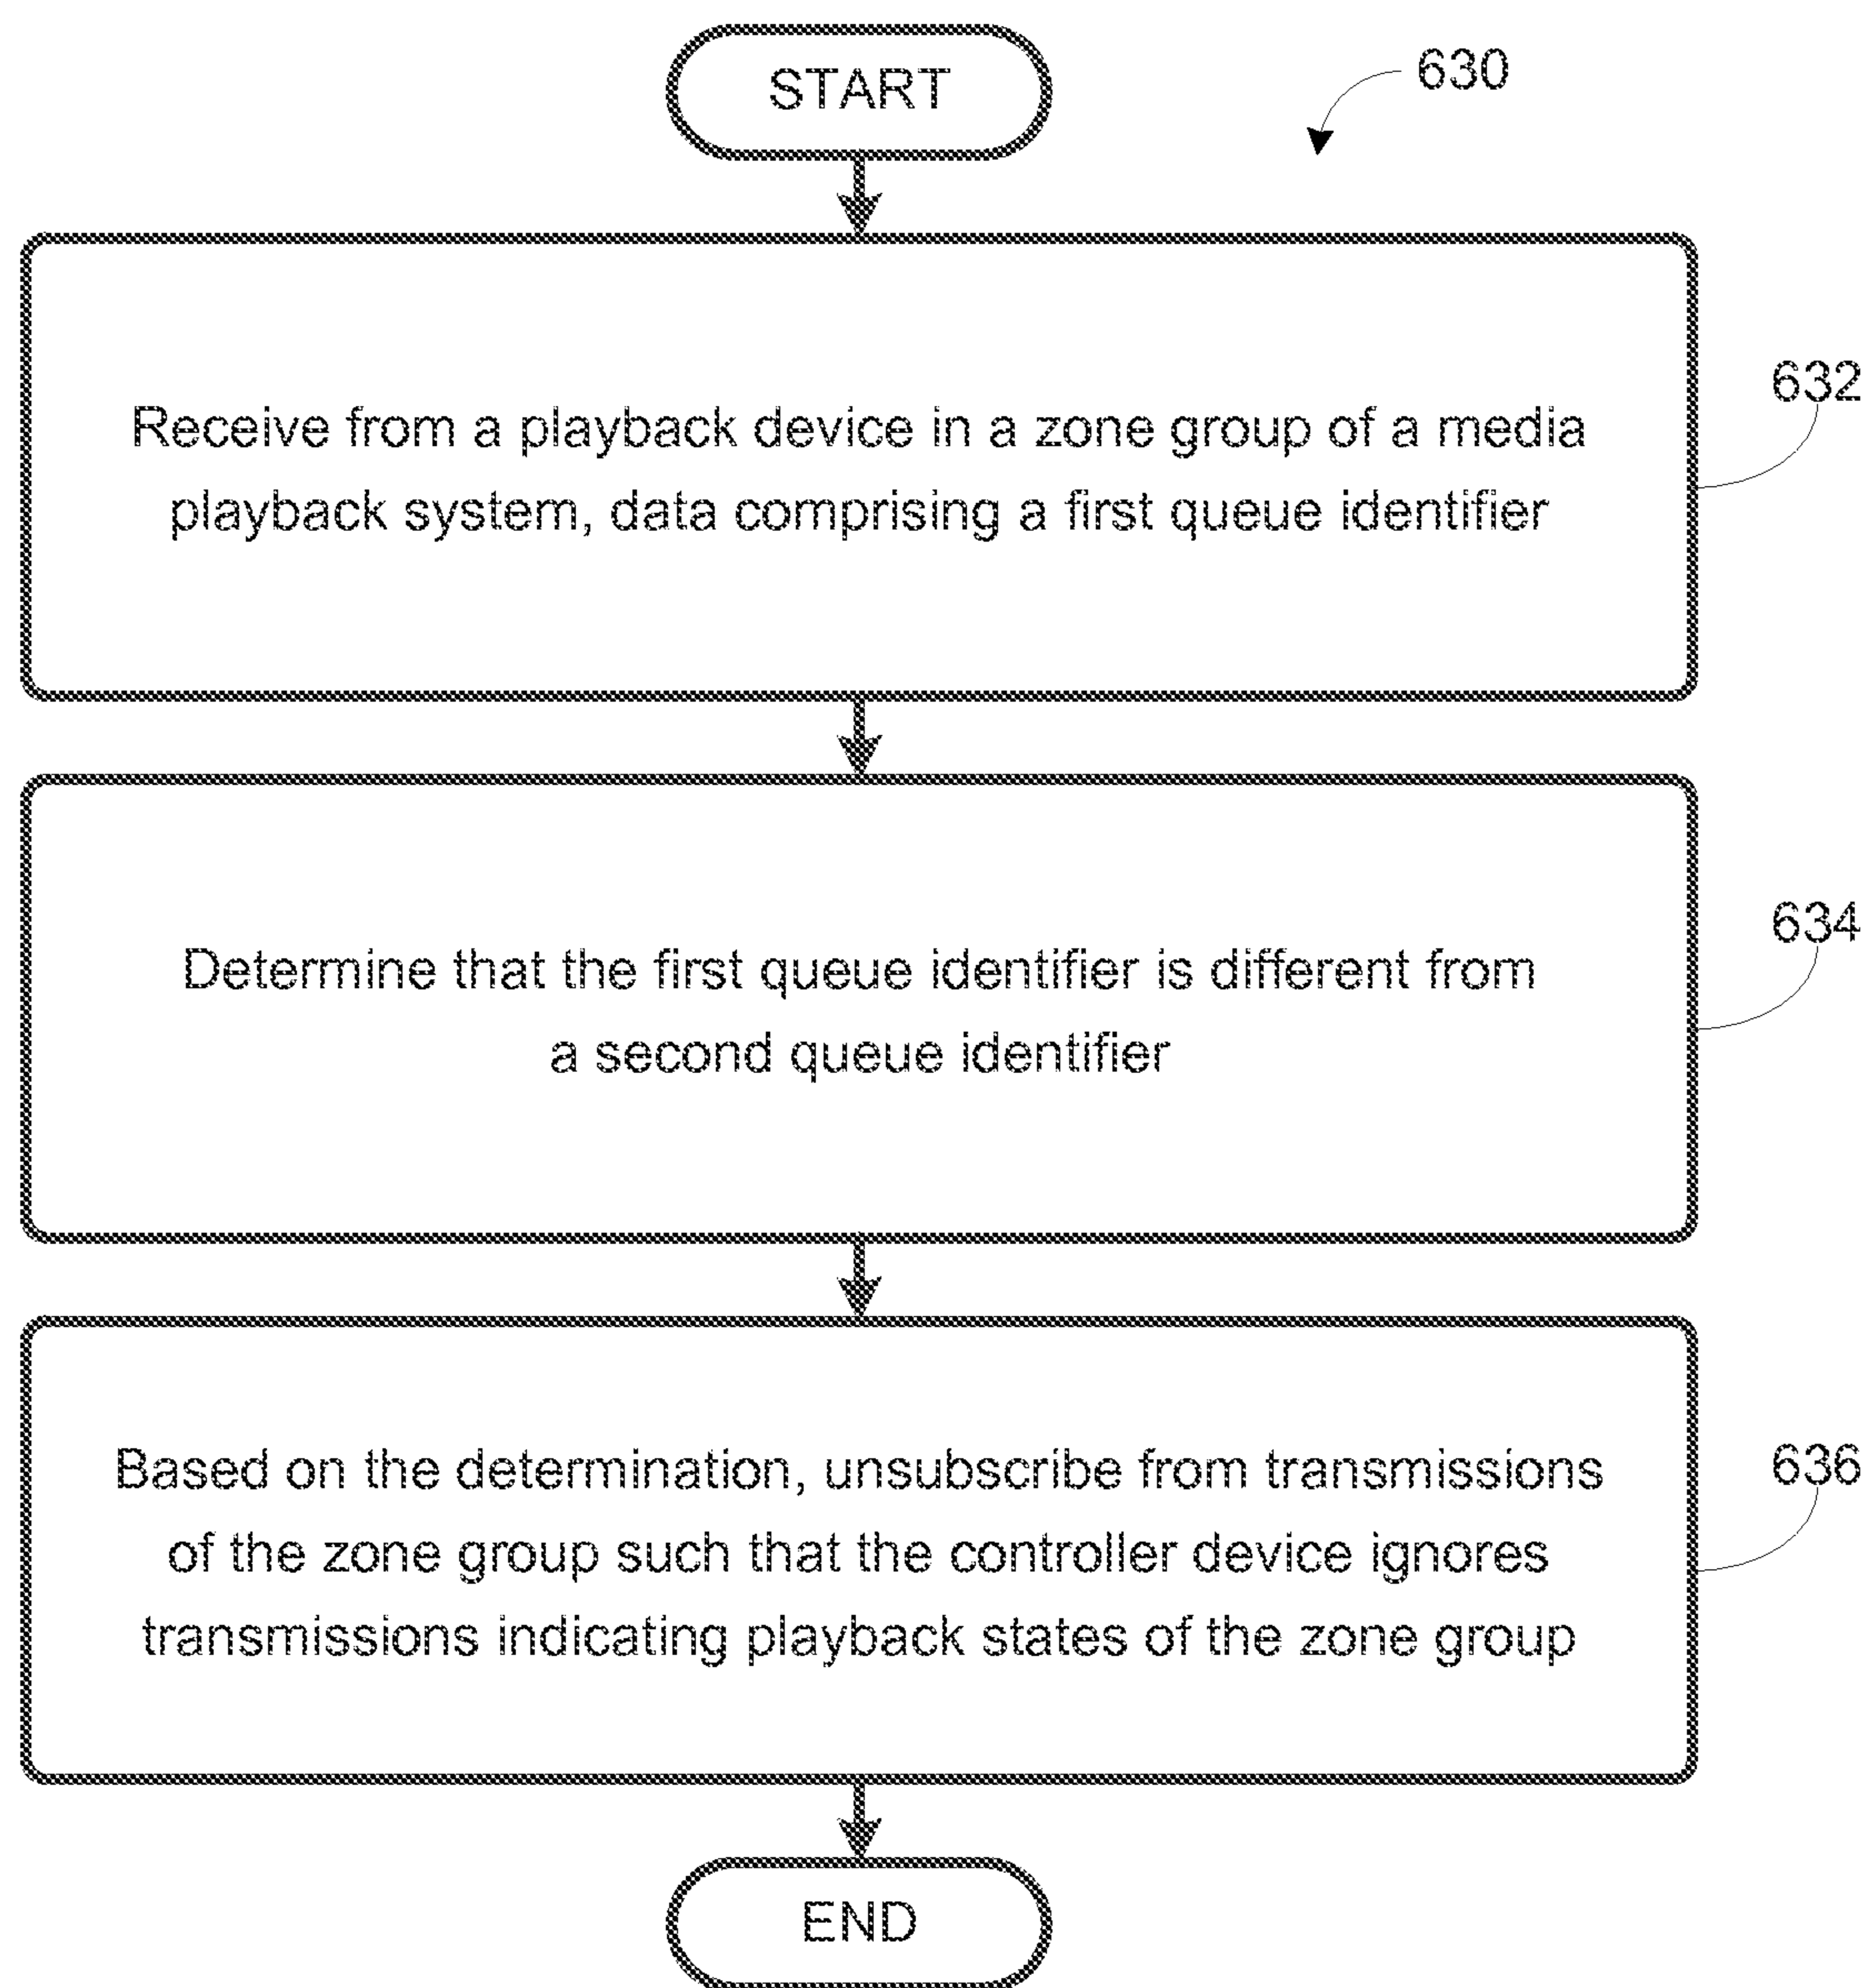 START
630
Receive from a playback device in a zone group of a media
playback system, data comprising a first queue identifier
632
Determine that the first queue identifier is different from
a second queue identifier
634
Based on the determination, unsubscribe from transmissions
of the zone group such that the controller device ignores
transmissions indicating playback states of the zone group
636
END